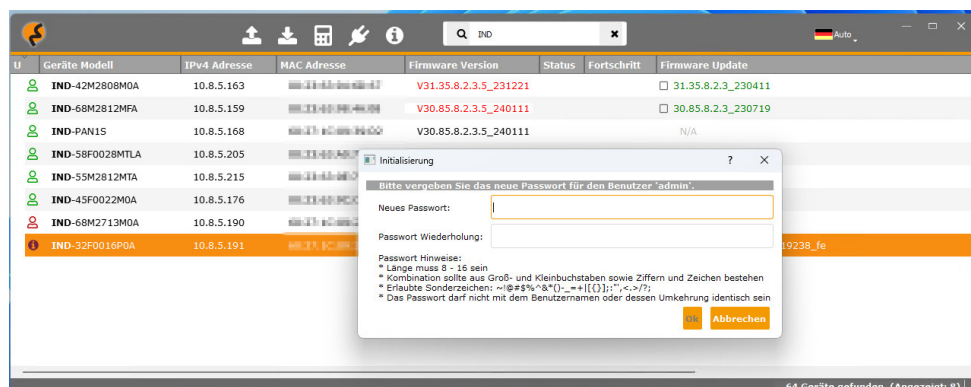 IND
Auto
U Geräte Modell IPv4 Adresse MAC Adresse Firmware Version Status Fortschritt Firmware Update
IND-42M2808M0A 10.8.5.163 V31.35.8.2.3.5_231221 31.35.8.2.3_230411
IND-68M2812MFA 10.8.5.159 V30.85.8.2.3.5_240111 30.85.8.2.3_230719
IND-PAN1S 10.8.5.168 V30.85.8.2.3.5_240111 N/A
IND-58F0028MTLA 10.8.5.205
IND-55M2812MTA 10.8.5.215
IND-45F0022M0A 10.8.5.176
IND-68M2713M0A 10.8.5.190
IND-32F0016P0A 10.8.5.191 19238_fe
Initialisierung ?
Bitte vergeben Sie das neue Passwort für den Benutzer 'admin'.
Neues Passwort:
Passwort Wiederholung:
Passwort Hinweise:
* Länge muss 8 - 16 sein
* Kombination sollte aus Groß- und Kleinbuchstaben sowie Ziffern und Zeichen bestehen
* Erlaubte Sonderzeichen: ~!@#$%^&*()-_=+|[{}];:'",<.>/?;
* Das Passwort darf nicht mit dem Benutzernamen oder dessen Umkehrung identisch sein
Ok Abbrechen
64 Geräte gefunden (Angezeigt: 8)